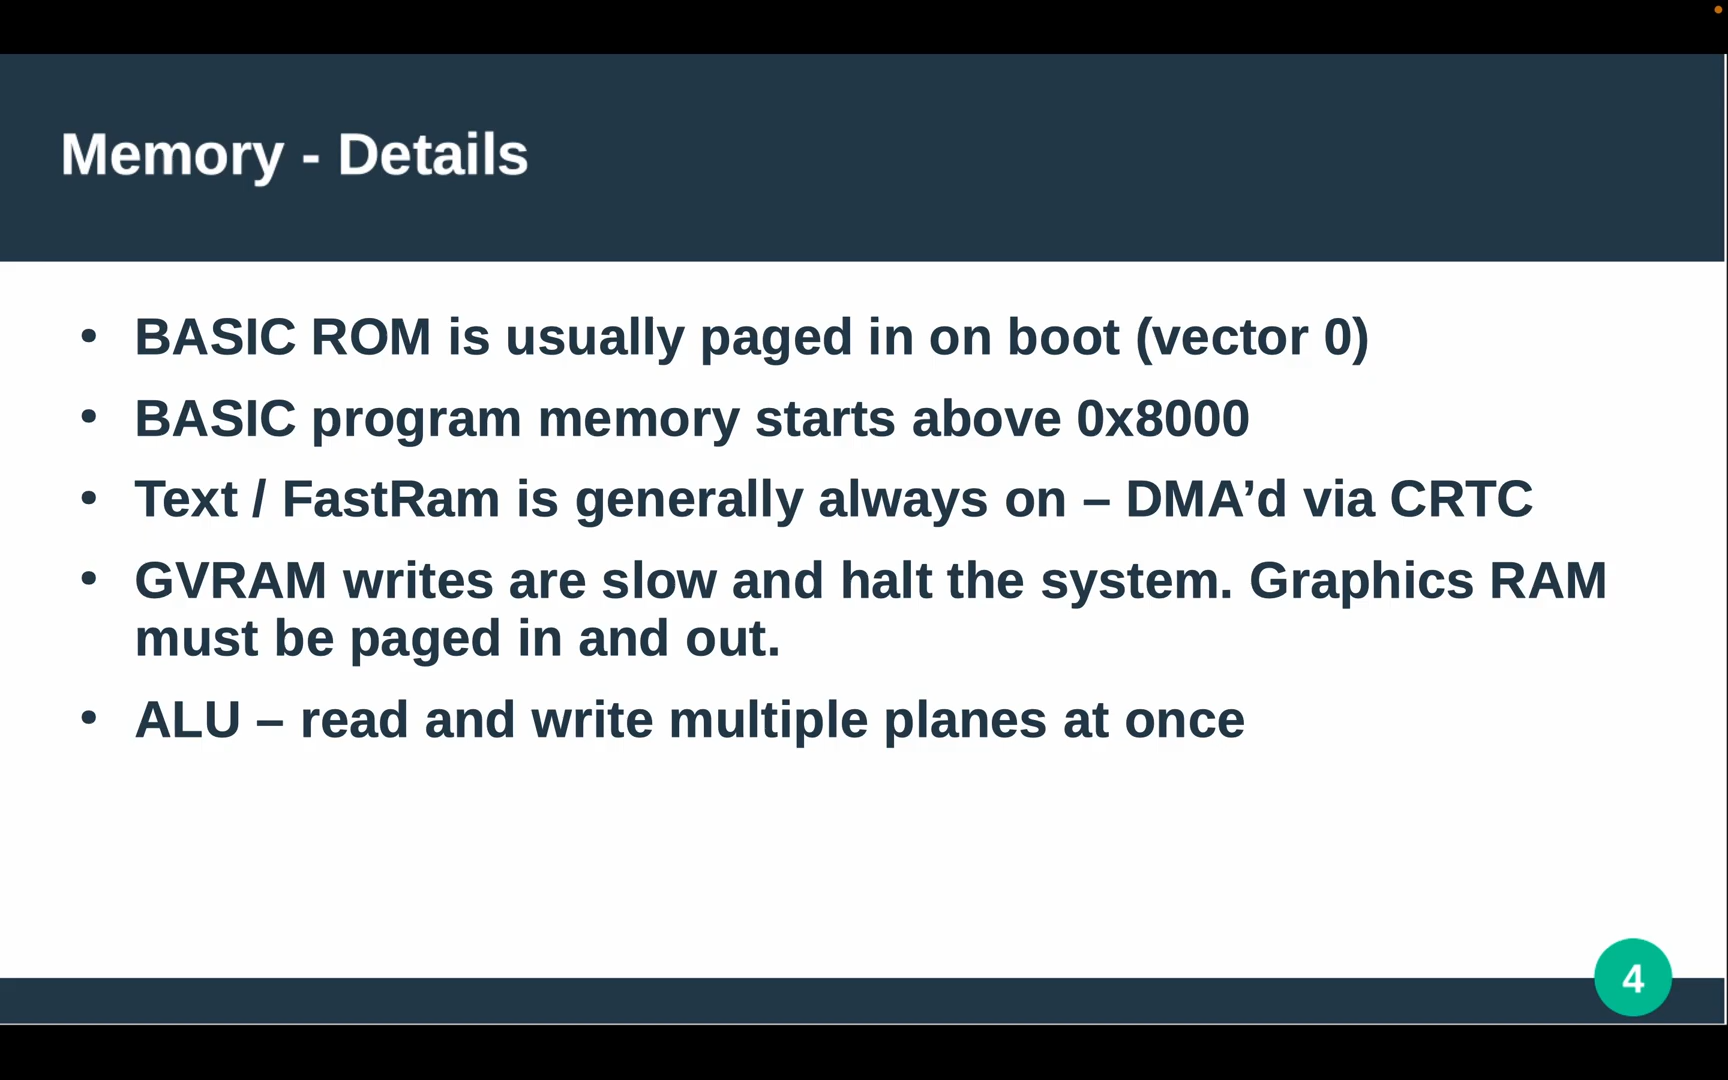 Memory - Details
• BASIC ROM is usually paged in on boot (vector 0)
• BASIC program memory starts above 0x8000
• Text / FastRam is generally always on – DMA’d via CRTC
• GVRAM writes are slow and halt the system. Graphics RAM
must be paged in and out.
• ALU – read and write multiple planes at once
4